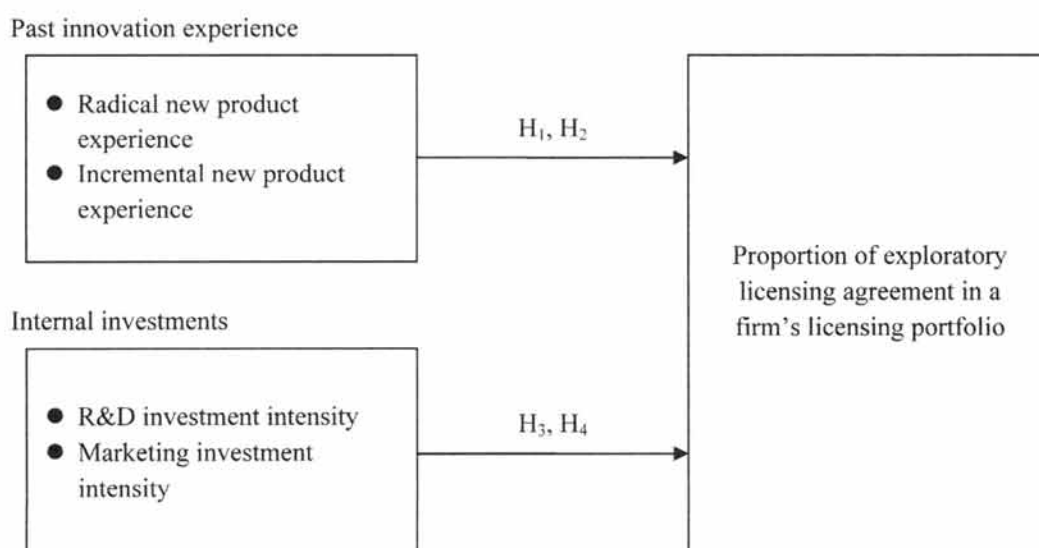 Past innovation experience
● Radical new product
experience
● Incremental new product
experience
H₁, H₂
Internal investments
● R&D investment intensity
● Marketing investment
intensity
H₃, H₄
Proportion of exploratory
licensing agreement in a
firm's licensing portfolio